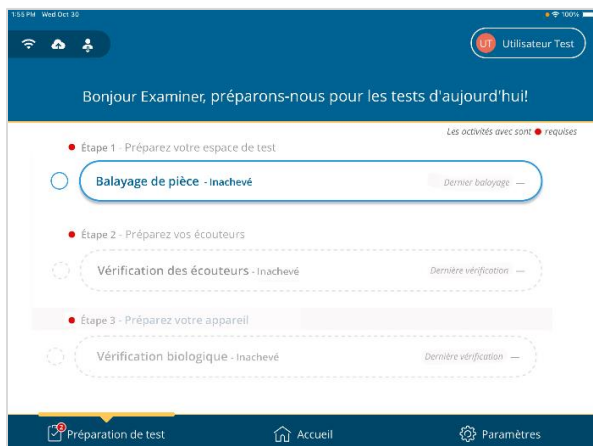 1:55 PM Wed Oct 30
100%
UT Utilisateur Test
Bonjour Examiner, préparons-nous pour les tests d'aujourd'hui!
Les activités avec sont requises
Étape 1 - Préparez votre espace de test
Balayage de pièce - Inachevé Dernier balayage —
Étape 2 - Préparez vos écouteurs
Vérification des écouteurs - Inachevé Dernière vérification —
Étape 3 - Préparez votre appareil
Vérification biologique - Inachevé Dernière vérification —
2
Préparation de test Accueil Paramètres